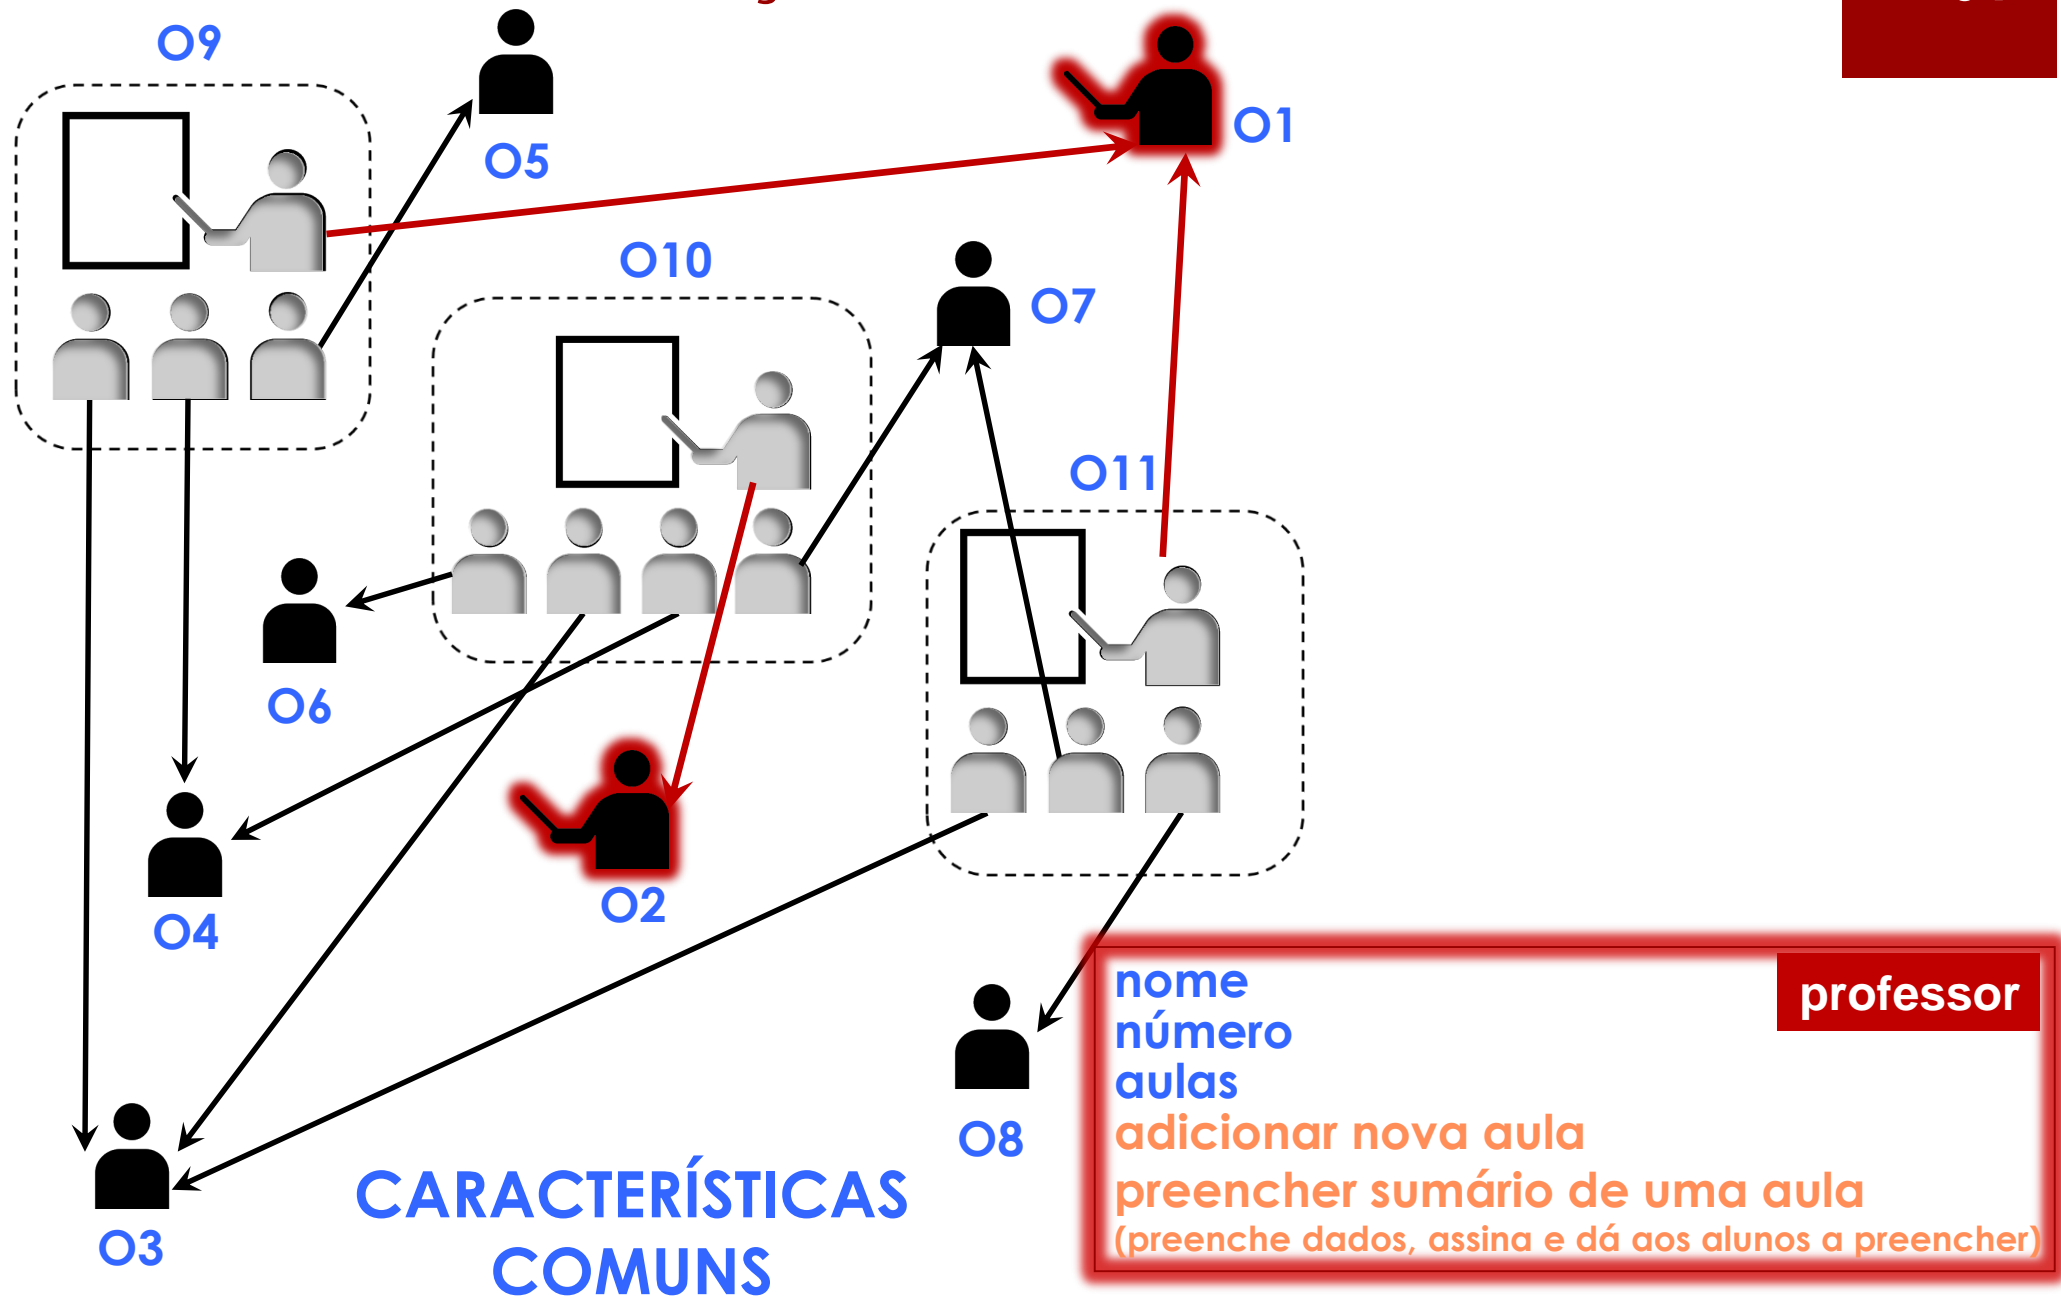 O9
O5
O1
O10
O7
O11
O6
O2
O4
O8
O3
CARACTERÍSTICAS
COMUNS
professor
nome
número
aulas
adicionar nova aula
preencher sumário de uma aula
(preenche dados, assina e dá aos alunos a preencher)